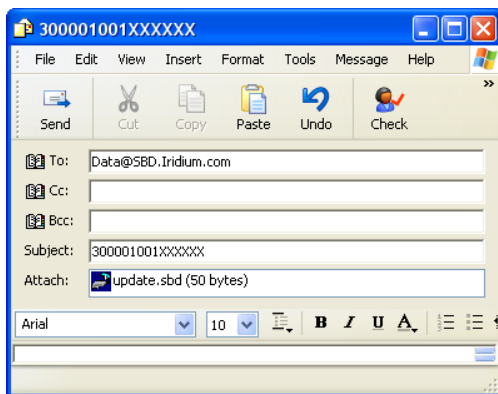 300001001XXXXXX
File Edit View Insert Format Tools Message Help
»
Send Cut Copy Paste Undo Check
To: Data@SBD.Iridium.com
Cc:
Bcc:
Subject: 300001001XXXXXX
Attach: update.sbd (50 bytes)
Arial 10 B I U A